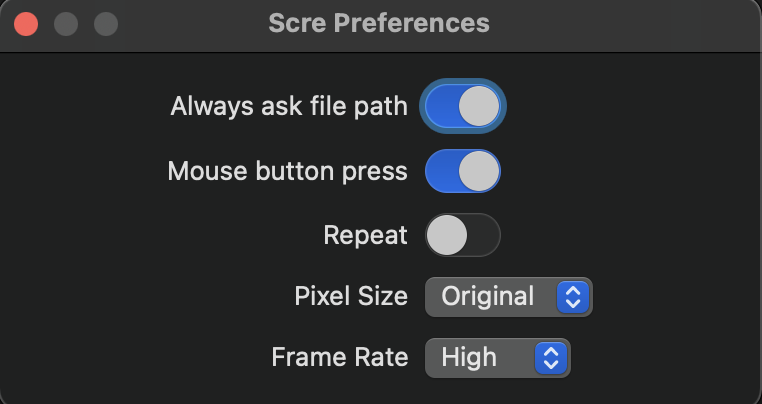 Scre Preferences
Always ask file path
Mouse button press
Repeat
Pixel Size Original
Frame Rate High